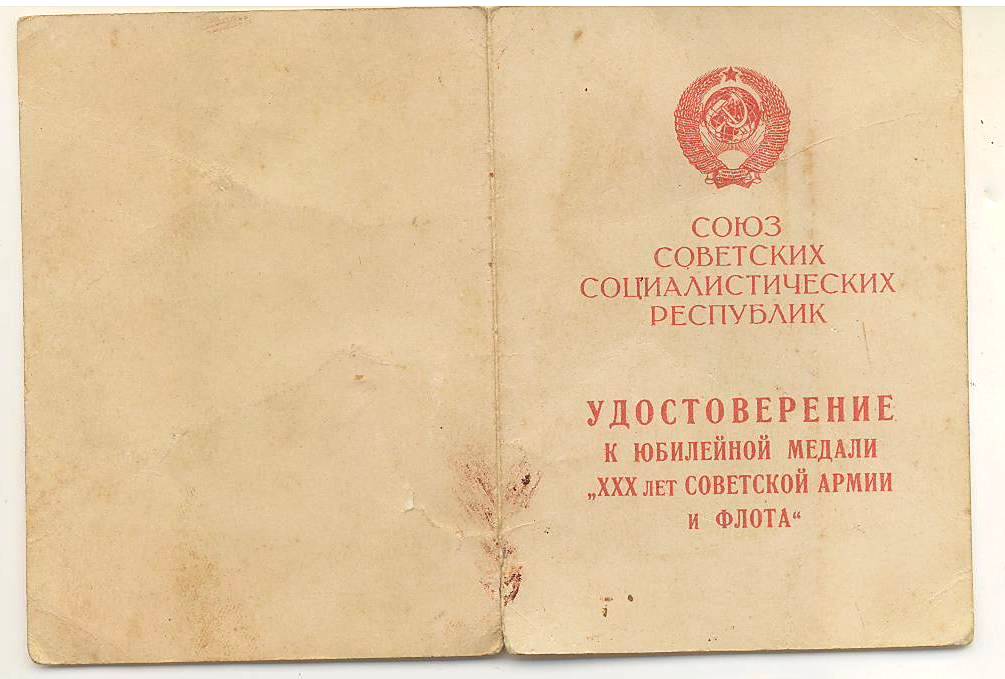 СОЮЗ
СОВЕТСКИХ
СОЦИАЛИСТИЧЕСКИХ
РЕСПУБЛИК
УДОСТОВЕРЕНИЕ
К ЮБИЛЕЙНОЙ МЕДАЛИ
„XXX лет СОВЕТСКОЙ АРМИИ
и ФЛОТА“